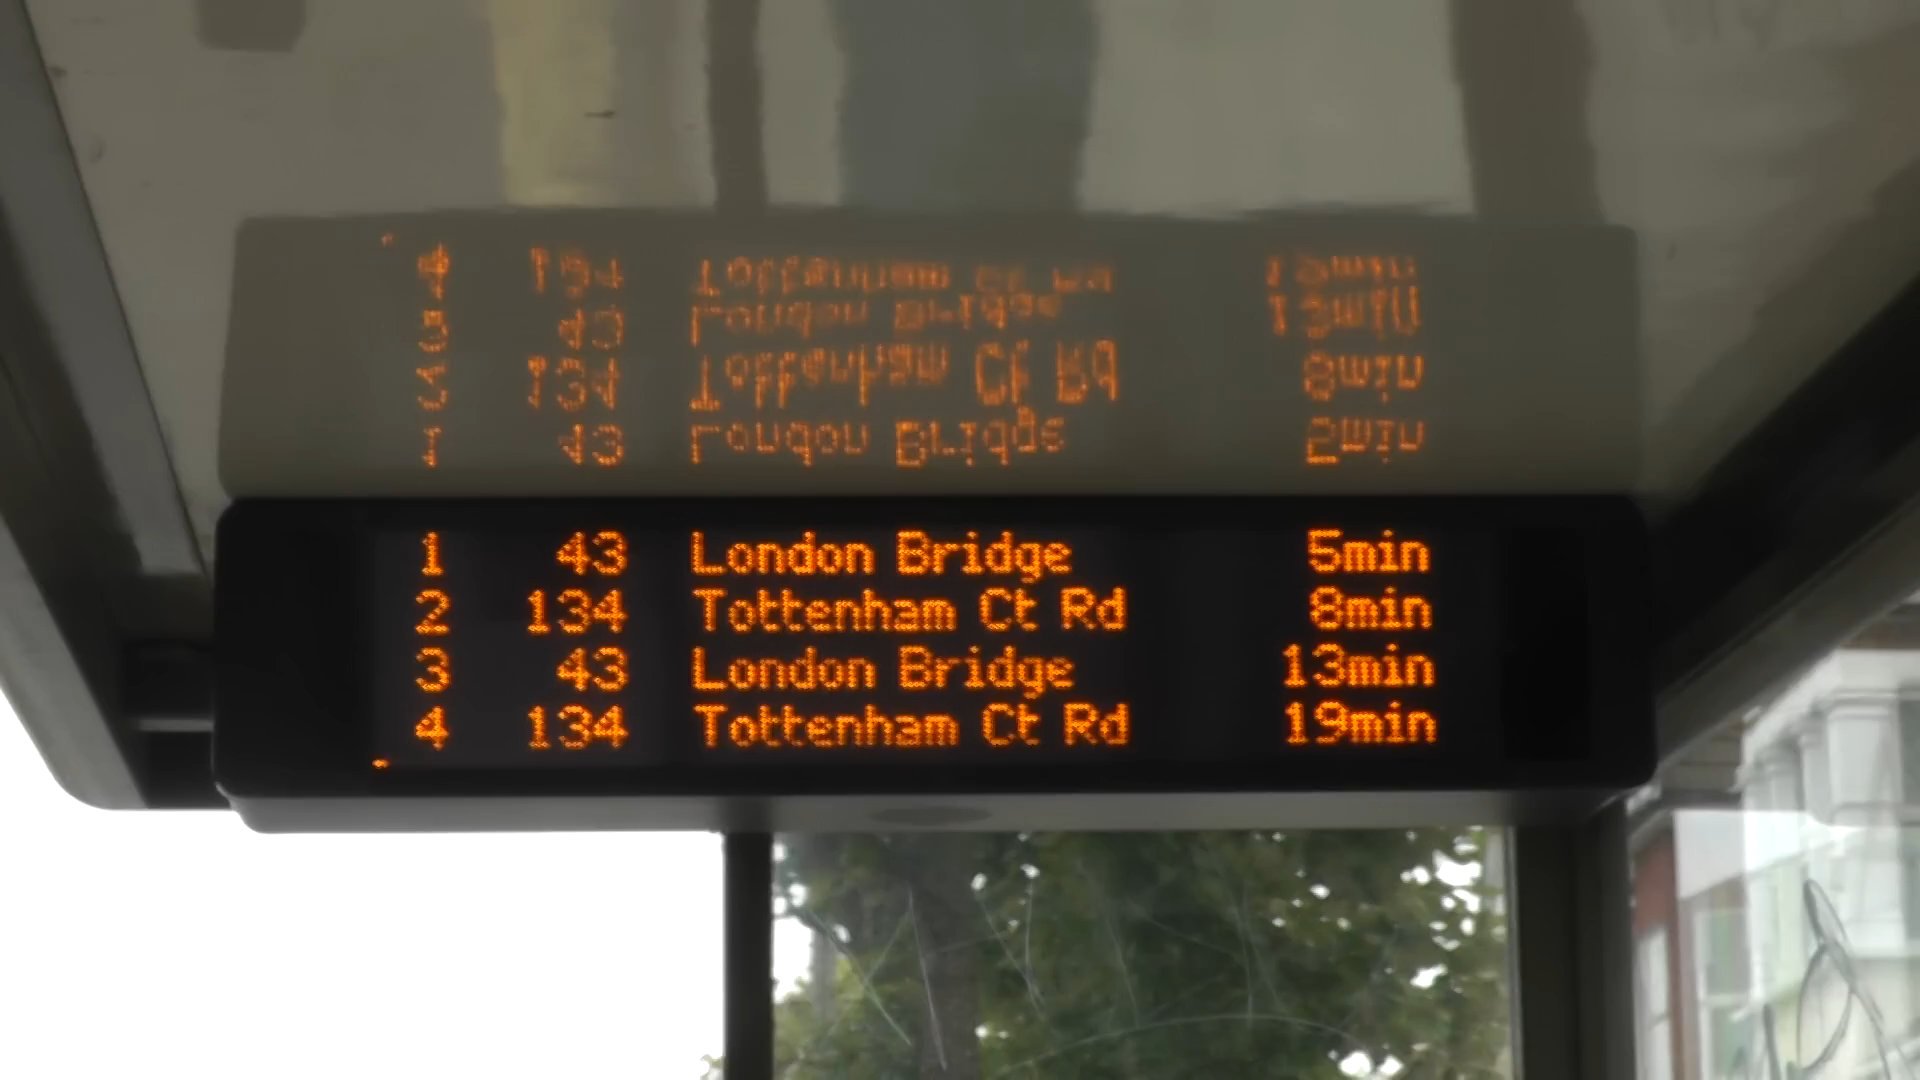 1 43 London Bridge 5min
2 134 Tottenham Ct Rd 8min
3 43 London Bridge 13min
4 134 Tottenham Ct Rd 19min